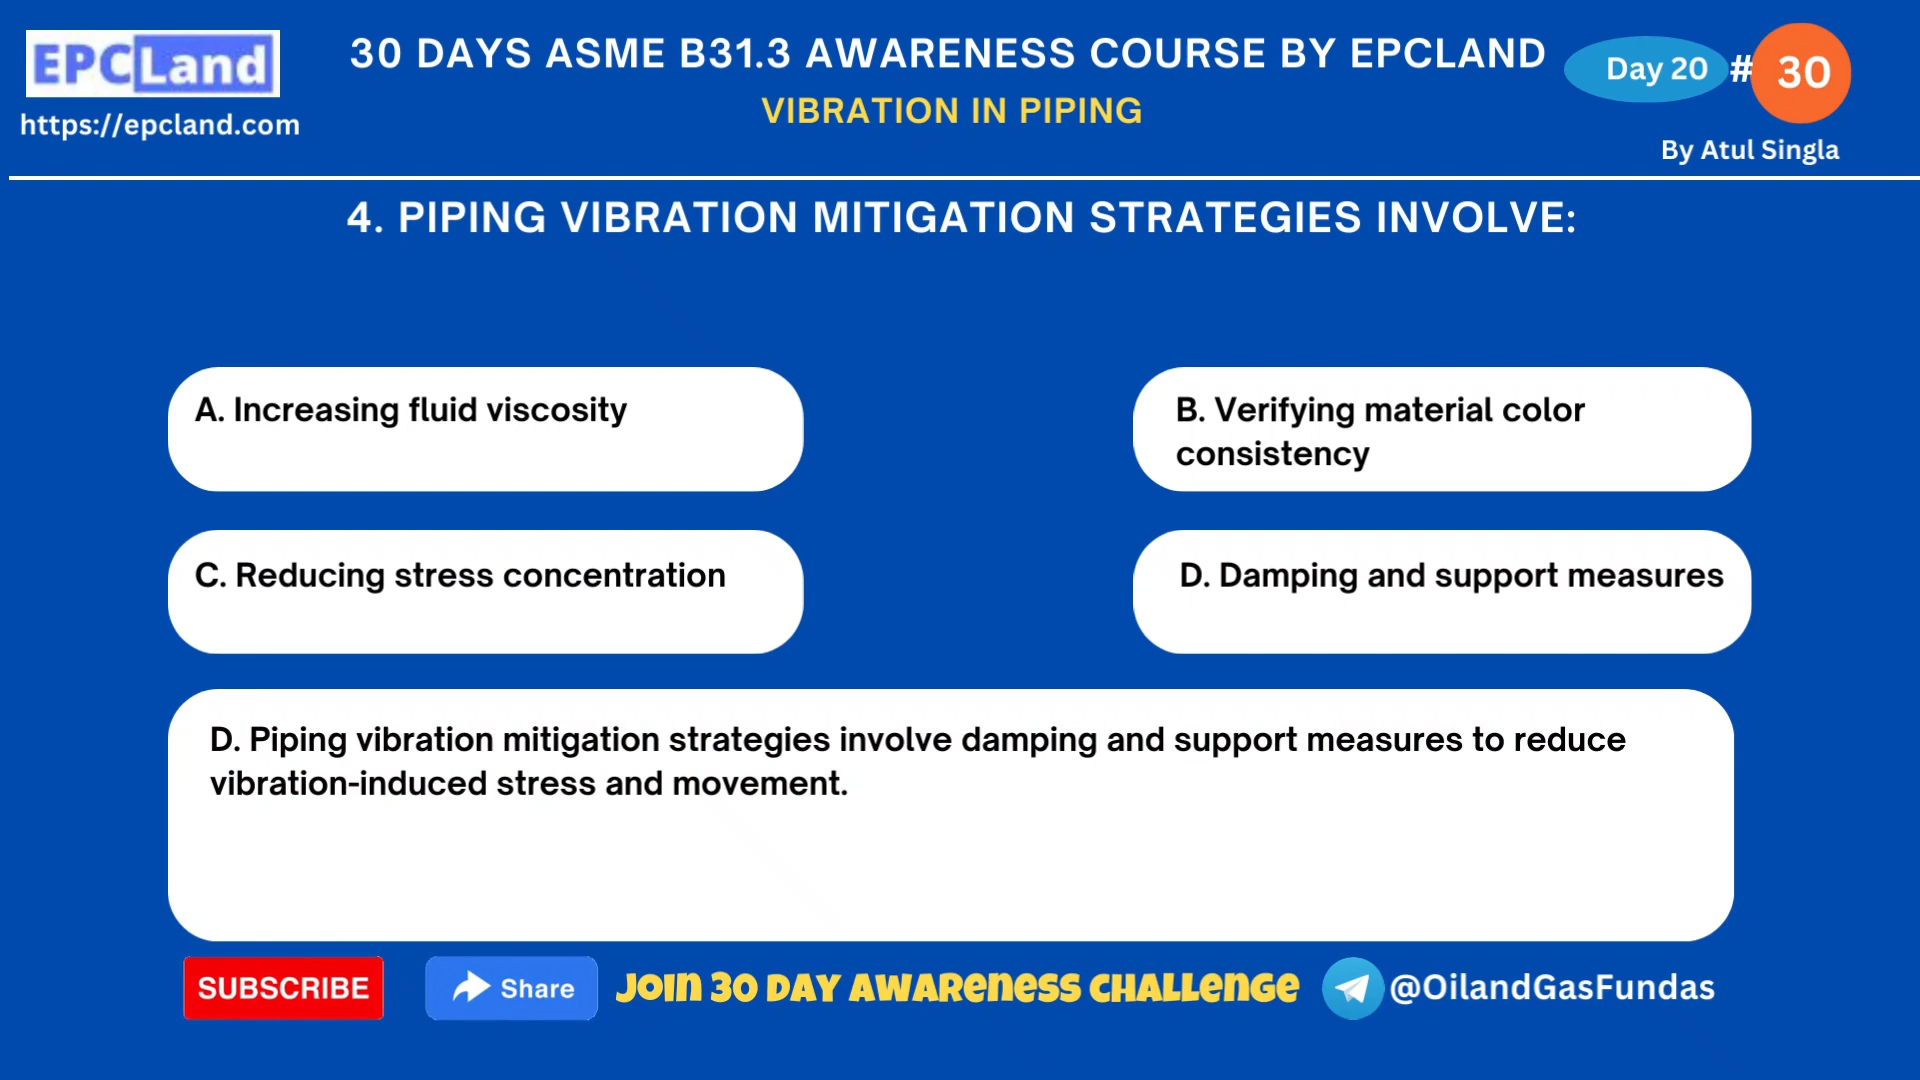 EPCLand
https://epcland.com
30 DAYS ASME B31.3 AWARENESS COURSE BY EPCLAND
VIBRATION IN PIPING
Day 20 # 30
By Atul Singla
4. PIPING VIBRATION MITIGATION STRATEGIES INVOLVE:
A. Increasing fluid viscosity
B. Verifying material color
consistency
C. Reducing stress concentration
D. Damping and support measures
D. Piping vibration mitigation strategies involve damping and support measures to reduce
vibration-induced stress and movement.
SUBSCRIBE
Share
JOIN 30 DAY AWARENESS CHALLENGE
@OilandGasFundas